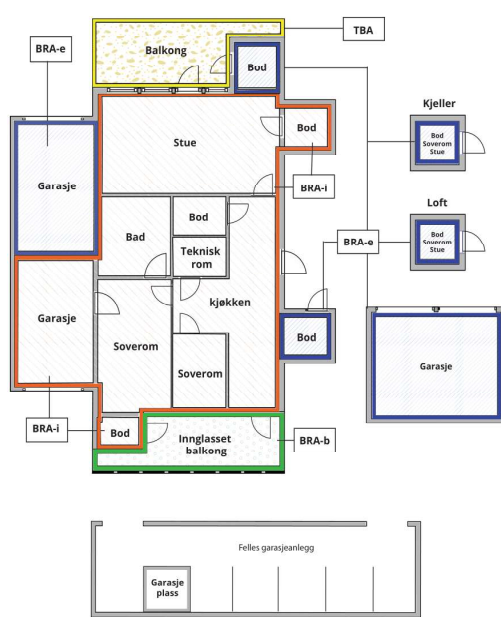 TBA
BRA-e
Balkong
Bod
Kjeller
Bod
Soverom
Stue
Stue
Bod
Garasje
BRA-i
Loft
Bod
Soverom
Stue
Bad
Bod
Teknisk
rom
BRA-e
kjøkken
Garasje
Soverom
Bod
Garasje
Soverom
BRA-i
Bod
Innglasset
balkong
BRA-b
Felles garasjeanlegg
Garasje
plass